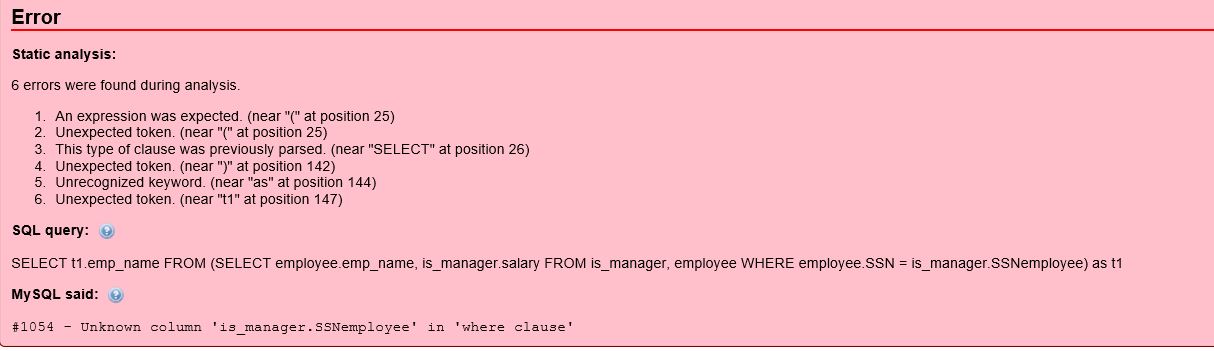 Error
Static analysis:
6 errors were found during analysis.
1. An expression was expected. (near "(" at position 25)
2. Unexpected token. (near "(" at position 25)
3. This type of clause was previously parsed. (near "SELECT" at position 26)
4. Unexpected token. (near ")" at position 142)
5. Unrecognized keyword. (near "as" at position 144)
6. Unexpected token. (near "t1" at position 147)
SQL query:
SELECT t1.emp_name FROM (SELECT employee.emp_name, is_manager.salary FROM is_manager, employee WHERE employee.SSN = is_manager.SSNemployee) as t1
MySQL said:
#1054 - Unknown column 'is_manager.SSNemployee' in 'where clause'